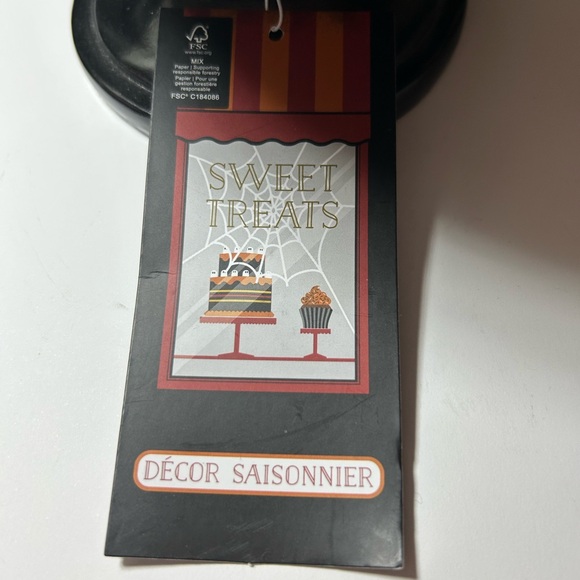 FSC
www.fsc.org
MIX
Paper | Supporting
responsible forestry
Papier | Pour une
gestion forestière
responsable
FSC® C184086
SWEET
TREATS
DÉCOR SAISONNIER